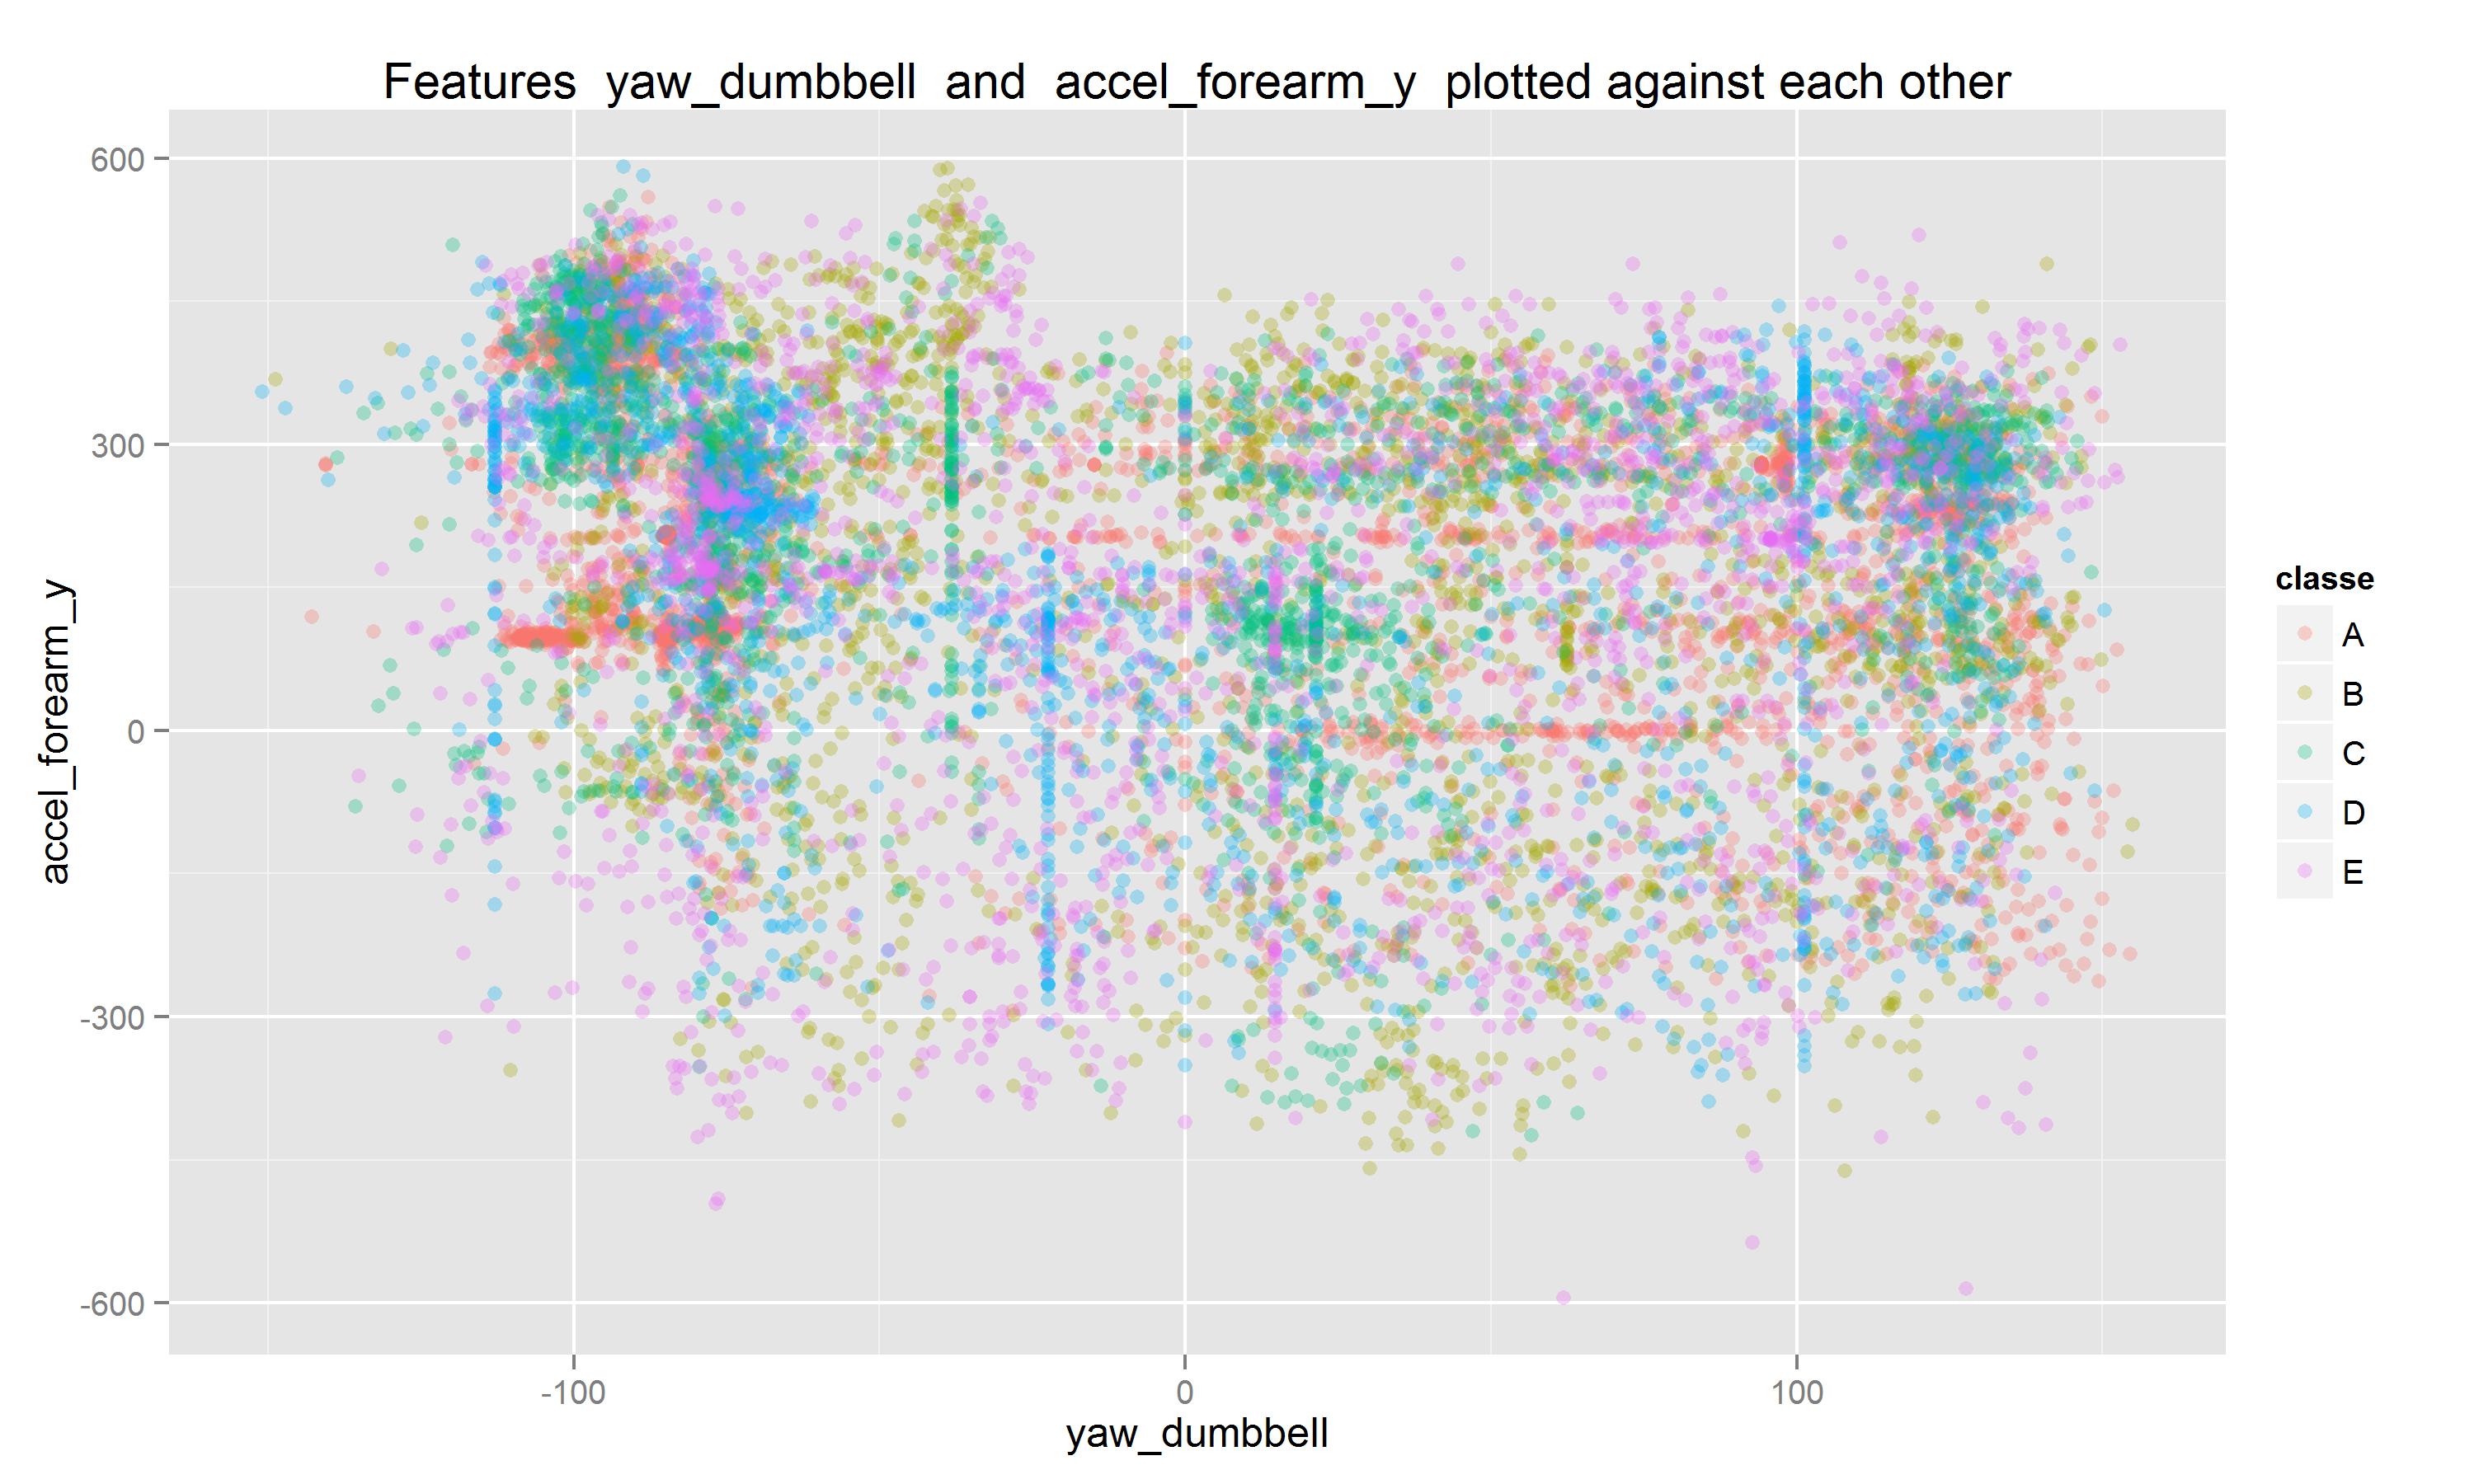 Features yaw_dumbbell and accel_forearm_y plotted against each other
600
300
0
-300
-600
accel_forearm_y
-100
0
100
yaw_dumbbell
classe
A
B
C
D
E